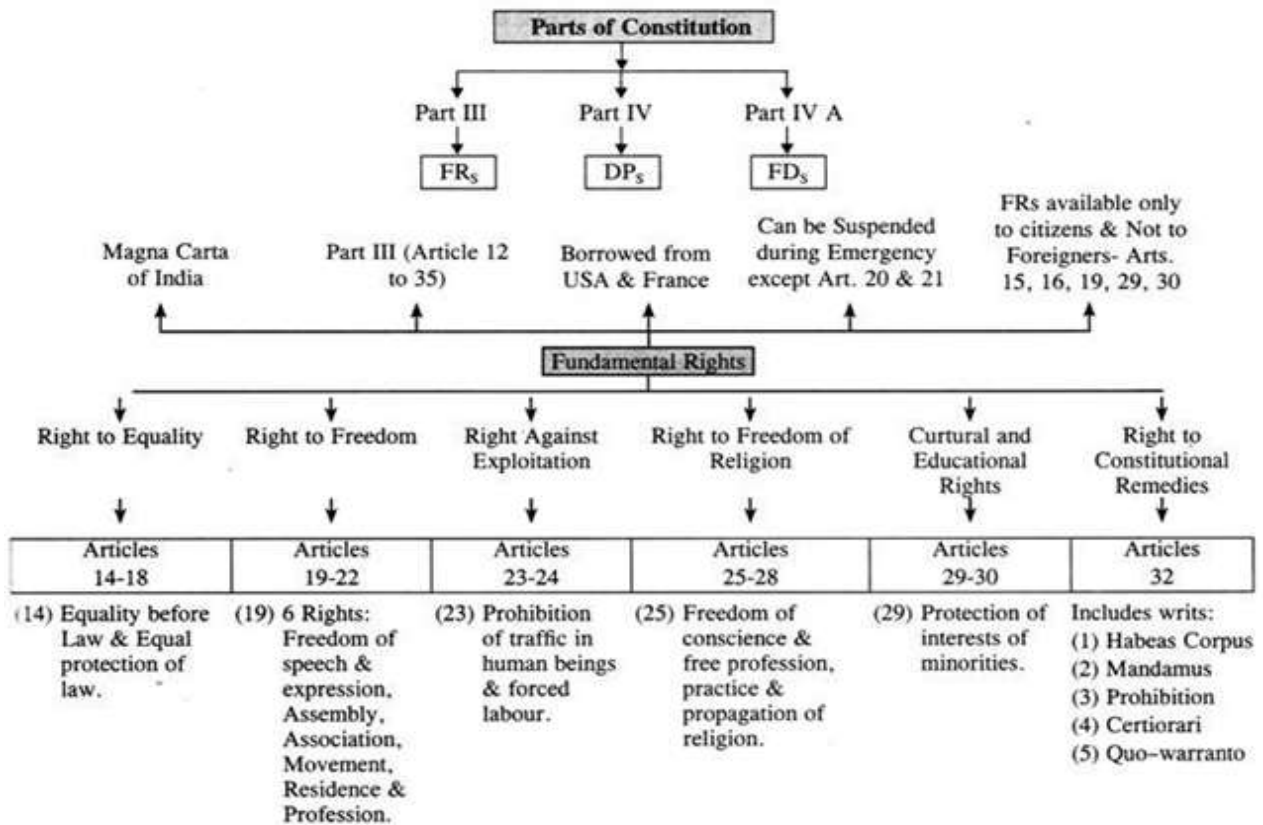 Parts of Constitution
Part III
Part IV
Part IV A
FRs
DPs
FDs
Magna Carta
of India
Part III (Article 12
to 35)
Borrowed from
USA & France
Can be Suspended
during Emergency
except Art. 20 & 21
FRs available only
to citizens & Not to
Foreigners- Arts.
15, 16, 19, 29, 30
Fundamental Rights
Right to Equality
Right to Freedom
Right Against
Exploitation
Right to Freedom of
Religion
Curtural and
Educational
Rights
Right to
Constitutional
Remedies
Articles
14-18
Articles
19-22
Articles
23-24
Articles
25-28
Articles
29-30
Articles
32
(14) Equality before
Law & Equal
protection of
law.
(19) 6 Rights:
Freedom of
speech &
expression,
Assembly,
Association,
Movement,
Residence &
Profession.
(23) Prohibition
of traffic in
human beings
& forced
labour.
(25) Freedom of
conscience &
free profession,
practice &
propagation of
religion.
(29) Protection of
interests of
minorities.
Includes writs:
(1) Habeas Corpus
(2) Mandamus
(3) Prohibition
(4) Certiorari
(5) Quo-warranto